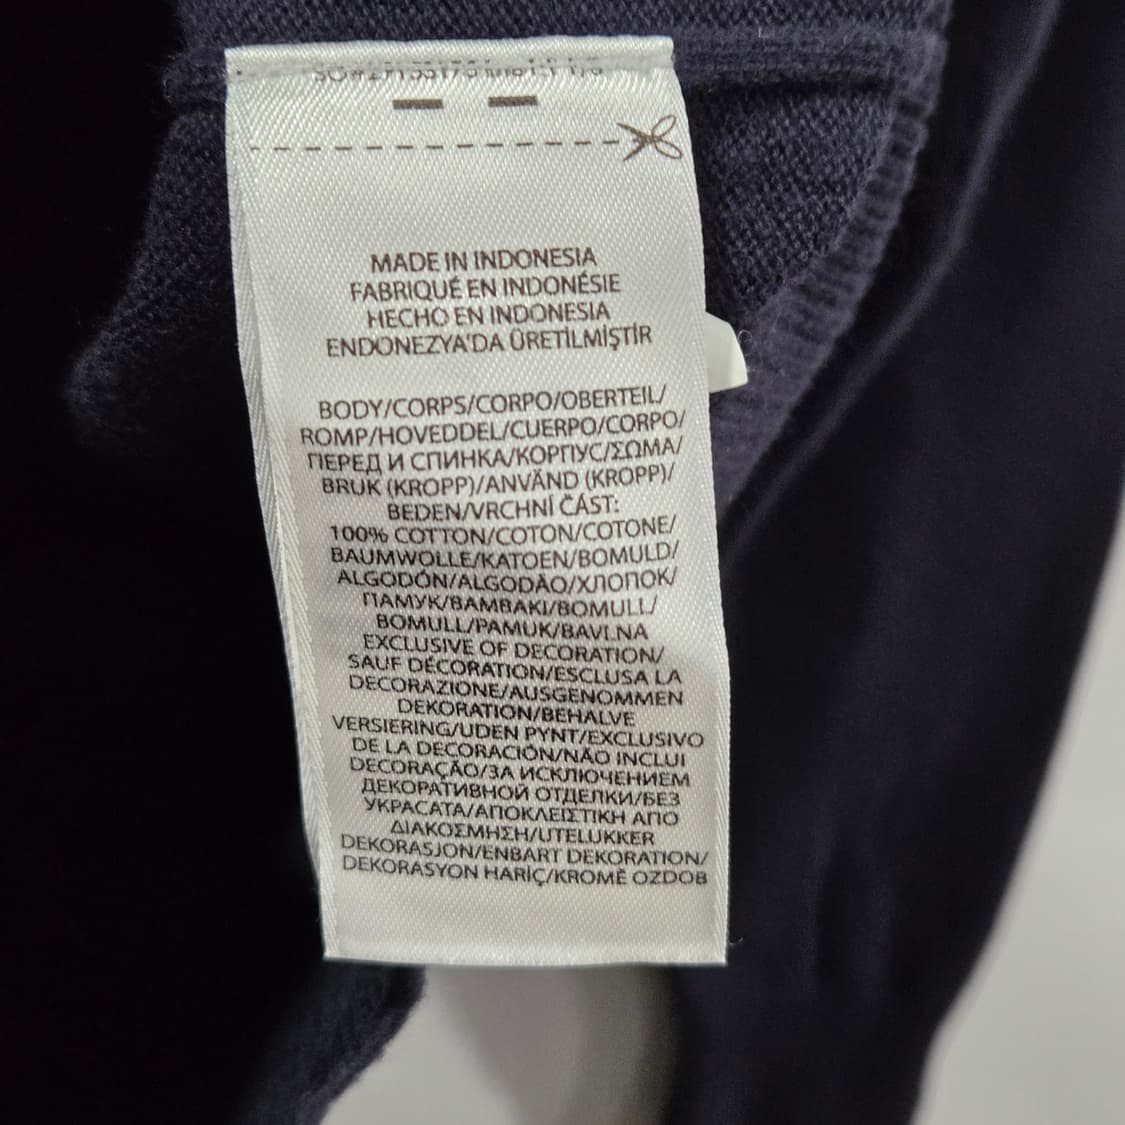 MADE IN INDONESIA
FABRIQUÉ EN INDONÉSIE
HECHO EN INDONESIA
ENDONEZYA'DA ÜRETİLMİŞTİR
BODY/CORPS/CORPO/OBERTEIL/
ROMP/HOVEDDEL/CUERPO/CORPO/
ПЕРЕД И СПИНКА/КОРПУС/ΣΩΜΑ/
BRUK (KROPP)/ANVÄND (KROPP)/
BEDEN/VRCHNÍ ČÁST:
100% COTTON/COTON/COTONE/
BAUMWOLLE/KATOEN/BOMULD/
ALGODÓN/ALGODÃO/ХЛОПОК/
ПАМУК/ΒΑΜΒΑΚΙ/BOMULL/
BOMULL/PAMUK/BAVLNA
EXCLUSIVE OF DECORATION/
SAUF DÉCORATION/ESCLUSA LA
DECORAZIONE/AUSGENOMMEN
DEKORATION/BEHALVE
VERSIERING/UDEN PYNT/EXCLUSIVO
DE LA DECORACIÓN/NÃO INCLUI
DECORAÇÃO/ЗА ИСКЛЮЧЕНИЕМ
ДЕКОРАТИВНОЙ ОТДЕЛКИ/БЕЗ
УКРАСАТА/ΑΠΟΚΛΕΙΣΤΙΚΗ ΑΠΟ
ΔΙΑΚΟΣΜΗΣΗ/UTELUKKER
DEKORASJON/ENBART DEKORATION/
DEKORASYON HARİÇ/KROMĚ OZDOB